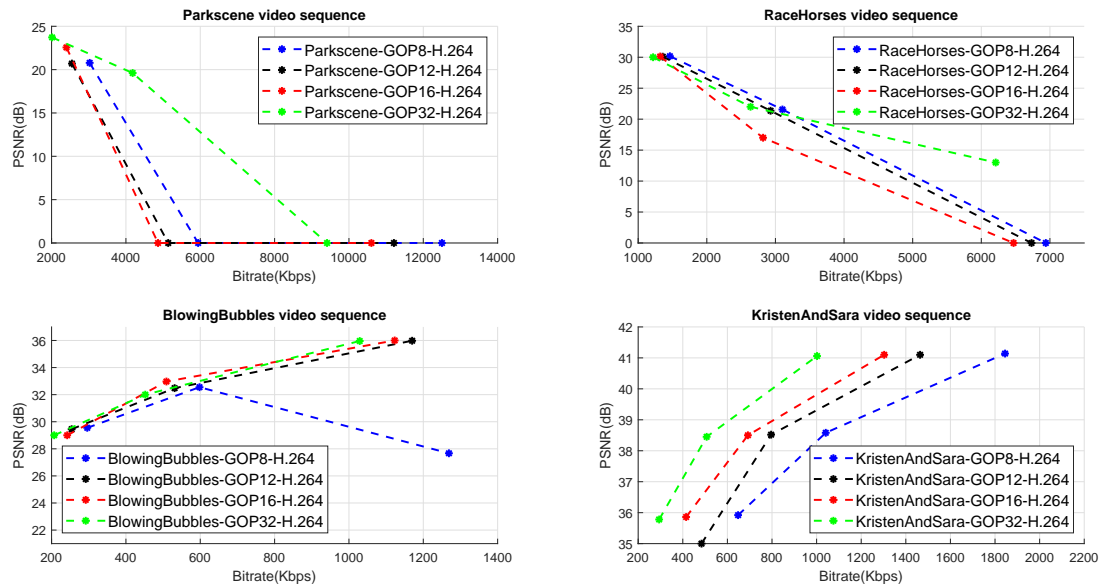 Parkscene video sequence
25
20
15
10
5
0
PSNR(dB)
2000 4000 6000 8000 10000 12000 14000
Bitrate(Kbps)
Parkscene-GOP8-H.264
Parkscene-GOP12-H.264
Parkscene-GOP16-H.264
Parkscene-GOP32-H.264
RaceHorses video sequence
35
30
25
20
15
10
5
0
PSNR(dB)
1000 2000 3000 4000 5000 6000 7000
Bitrate(Kbps)
RaceHorses-GOP8-H.264
RaceHorses-GOP12-H.264
RaceHorses-GOP16-H.264
RaceHorses-GOP32-H.264
BlowingBubbles video sequence
36
34
32
30
28
26
24
22
PSNR(dB)
200 400 600 800 1000 1200 1400
Bitrate(Kbps)
BlowingBubbles-GOP8-H.264
BlowingBubbles-GOP12-H.264
BlowingBubbles-GOP16-H.264
BlowingBubbles-GOP32-H.264
KristenAndSara video sequence
42
41
40
39
38
37
36
35
PSNR(dB)
200 400 600 800 1000 1200 1400 1600 1800 2000 2200
Bitrate(Kbps)
KristenAndSara-GOP8-H.264
KristenAndSara-GOP12-H.264
KristenAndSara-GOP16-H.264
KristenAndSara-GOP32-H.264